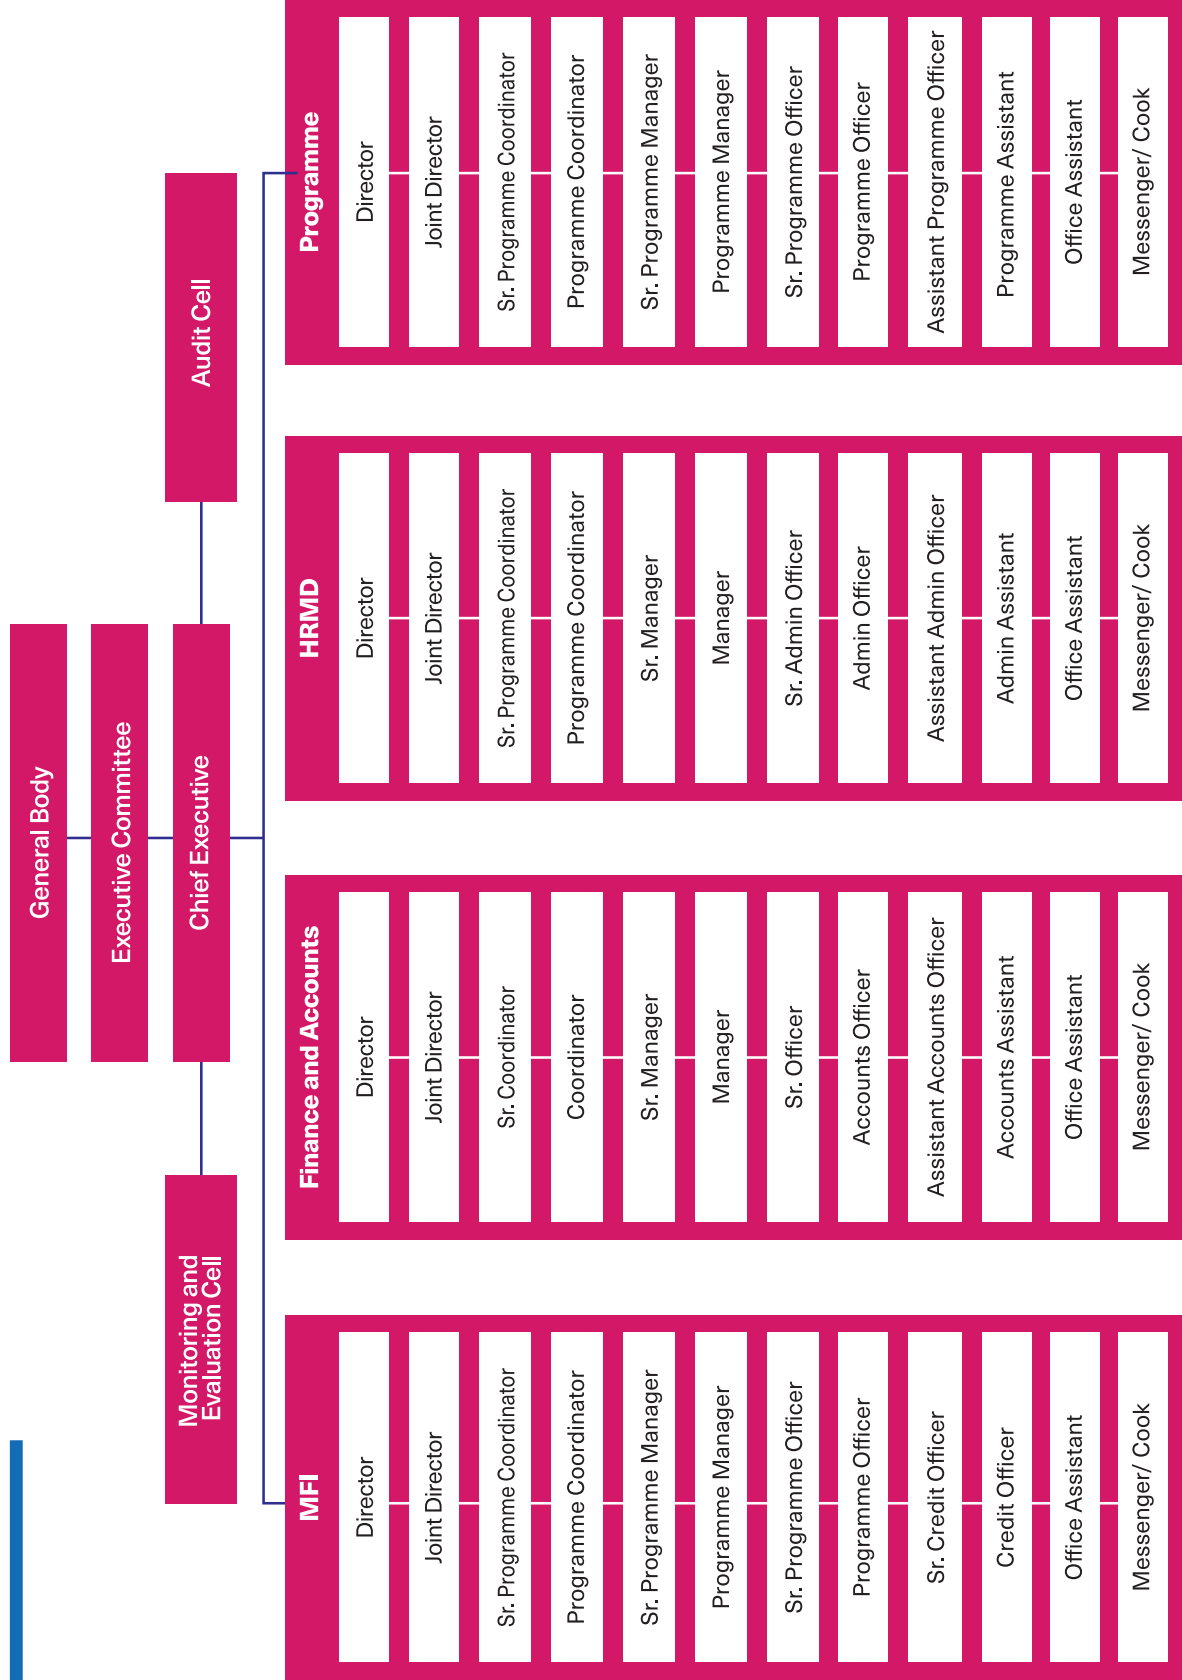 General Body
Executive Committee
Monitoring and
Evaluation Cell
Chief Executive
Audit Cell
MFI
Director
Joint Director
Sr. Programme Coordinator
Programme Coordinator
Sr. Programme Manager
Programme Manager
Sr. Programme Officer
Programme Officer
Sr. Credit Officer
Credit Officer
Office Assistant
Messenger/ Cook
Finance and Accounts
Director
Joint Director
Sr. Coordinator
Coordinator
Sr. Manager
Manager
Sr. Officer
Accounts Officer
Assistant Accounts Officer
Accounts Assistant
Office Assistant
Messenger/ Cook
HRMD
Director
Joint Director
Sr. Programme Coordinator
Programme Coordinator
Sr. Manager
Manager
Sr. Admin Officer
Admin Officer
Assistant Admin Officer
Admin Assistant
Office Assistant
Messenger/ Cook
Programme
Director
Joint Director
Sr. Programme Coordinator
Programme Coordinator
Sr. Programme Manager
Programme Manager
Sr. Programme Officer
Programme Officer
Assistant Programme Officer
Programme Assistant
Office Assistant
Messenger/ Cook